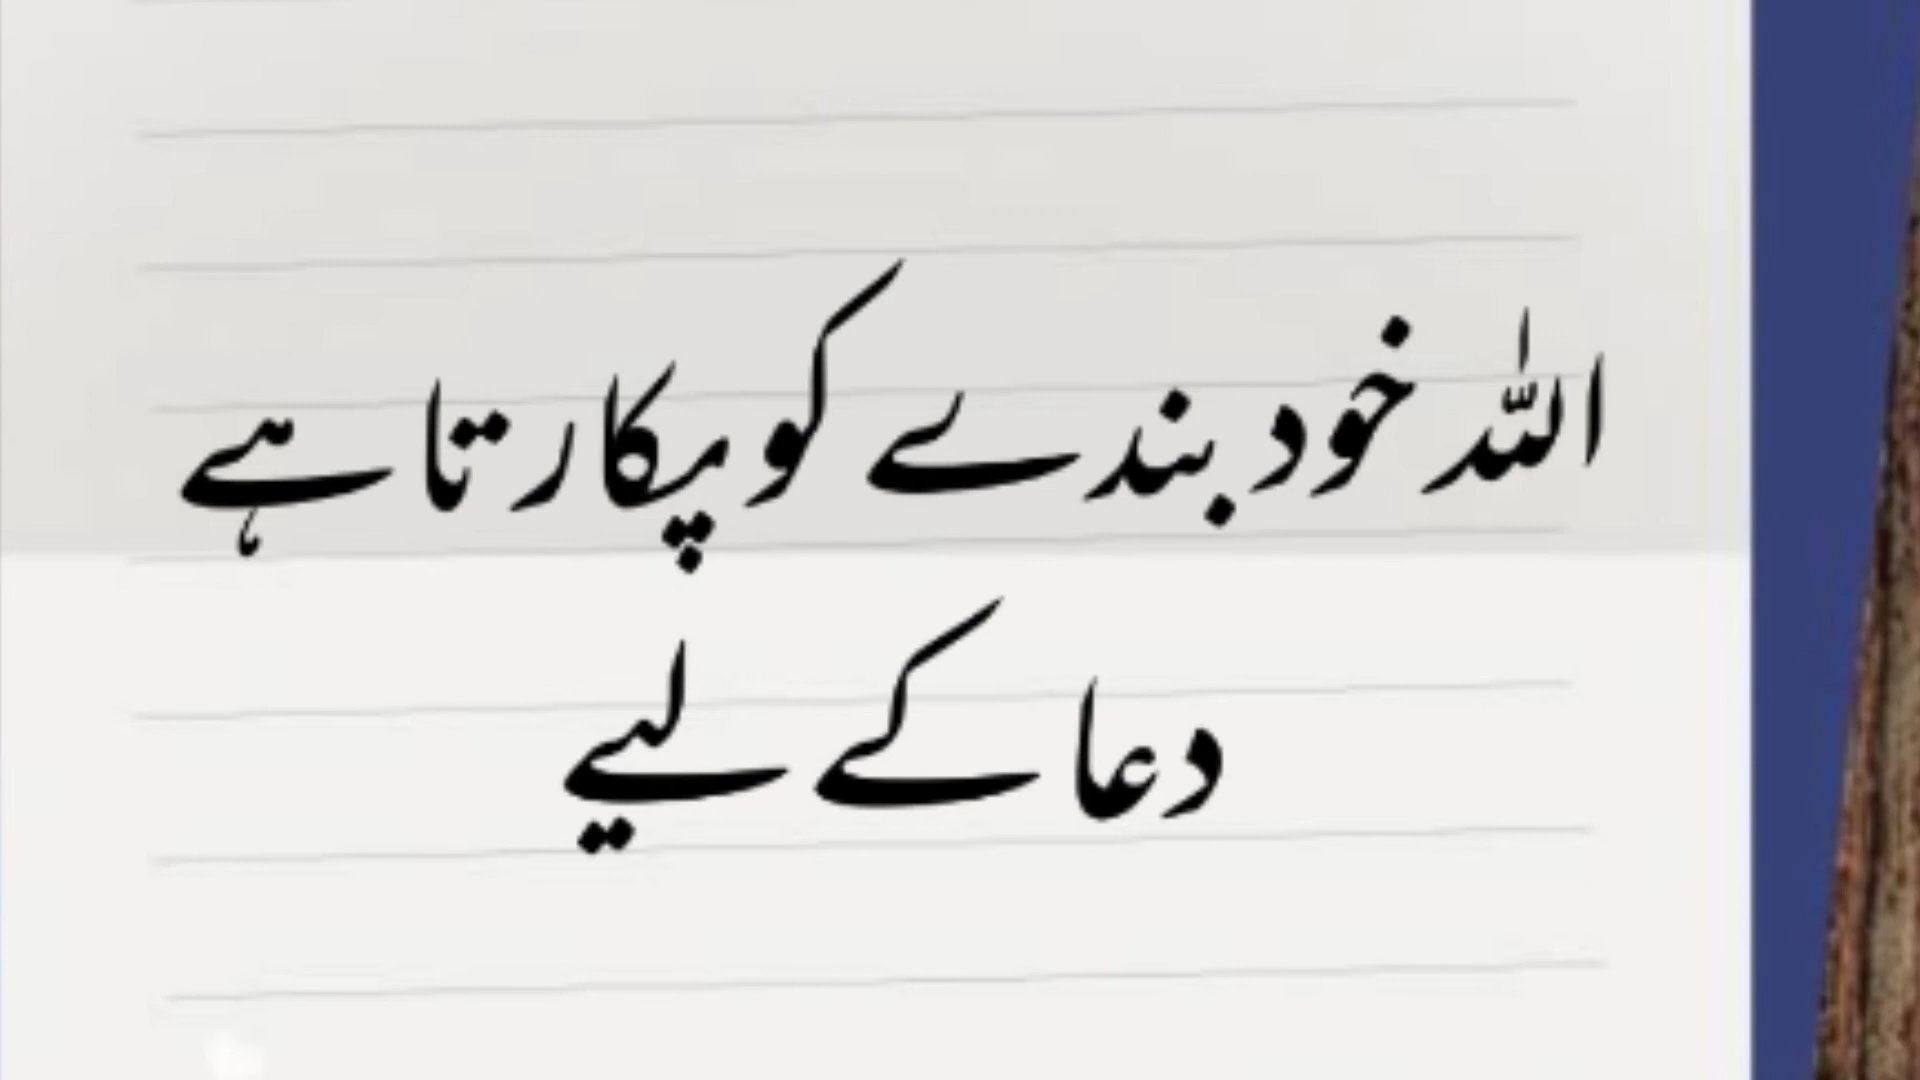 اللہ خود بندے کو پکارتا ہے
دعا کے لیے